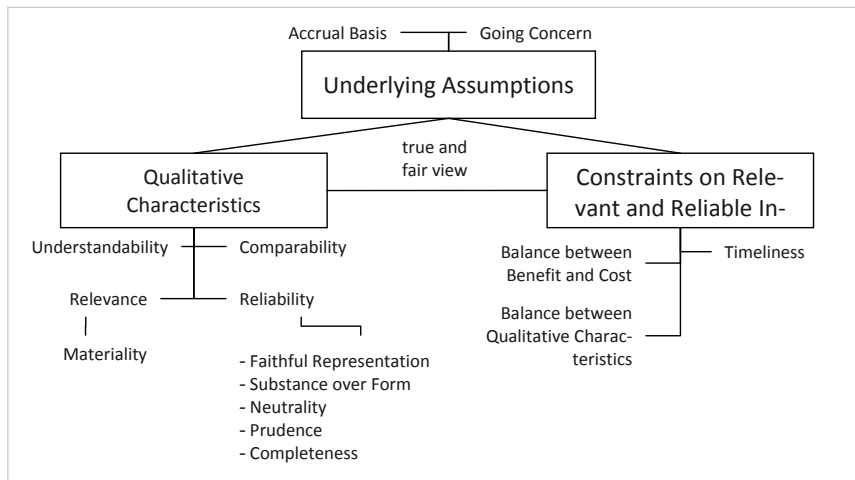 Accrual Basis
Going Concern
Underlying Assumptions
true and
fair view
Qualitative
Characteristics
Constraints on Rele-
vant and Reliable In-
Understandability
Comparability
Relevance
Reliability
Materiality
- Faithful Representation
- Substance over Form
- Neutrality
- Prudence
- Completeness
Balance between
Benefit and Cost
Timeliness
Balance between
Qualitative Charac-
teristics